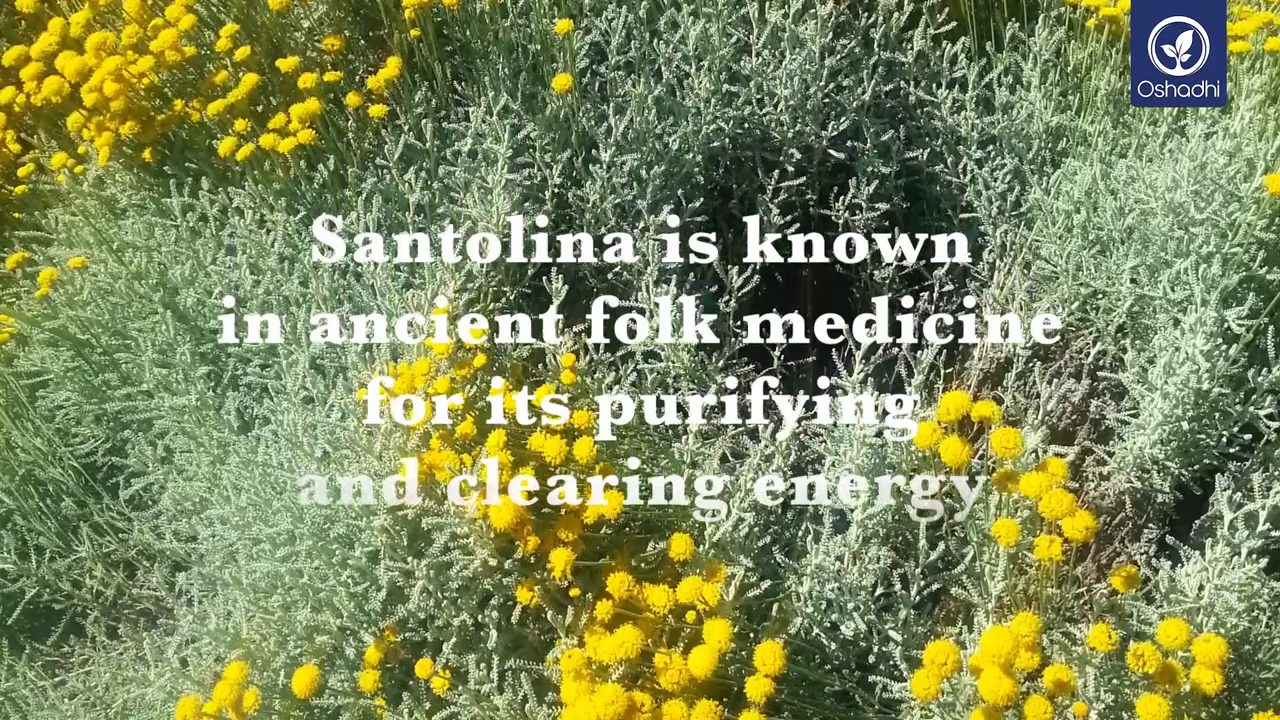 Oshadhi
Santolina is known
in ancient folk medicine
for its purifying
and clearing energy